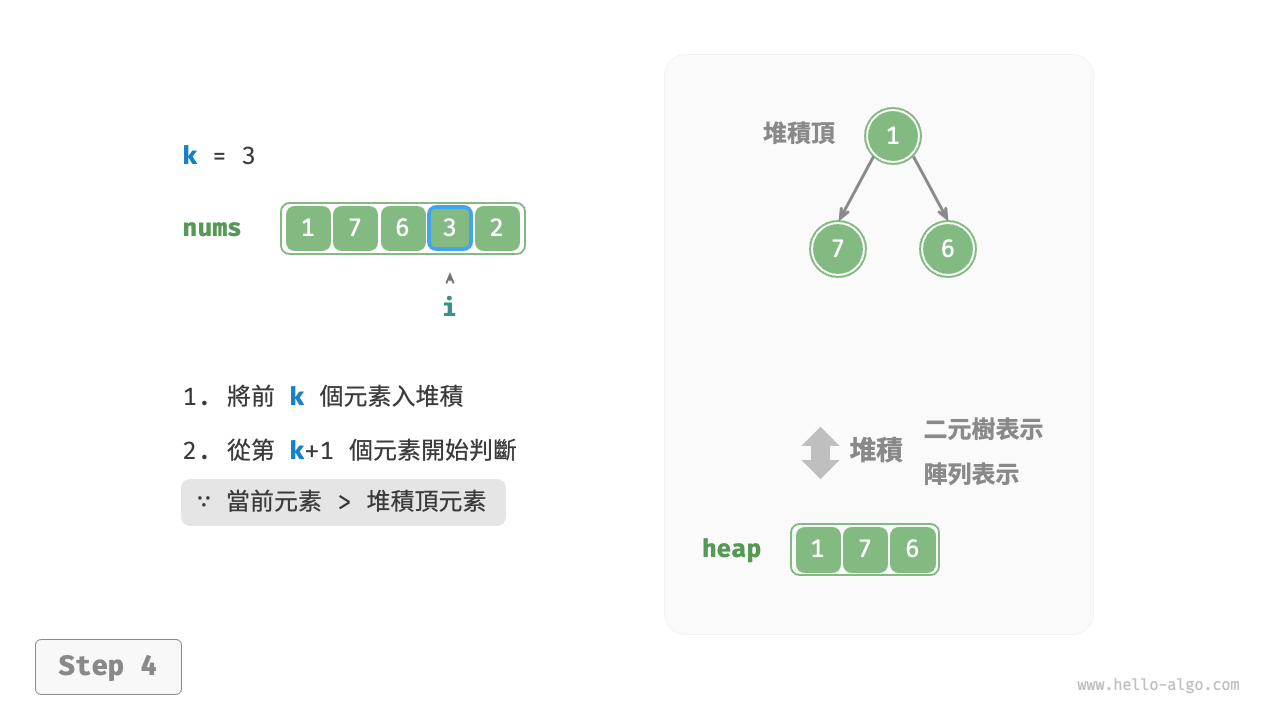 k = 3
nums 1 7 6 3 2
i
1. 將前 k 個元素入堆積
2. 從第 k+1 個元素開始判斷
∵ 當前元素 > 堆積頂元素
Step 4
堆積頂 1
7 6
堆積
二元樹表示
陣列表示
heap 1 7 6
www.hello-algo.com